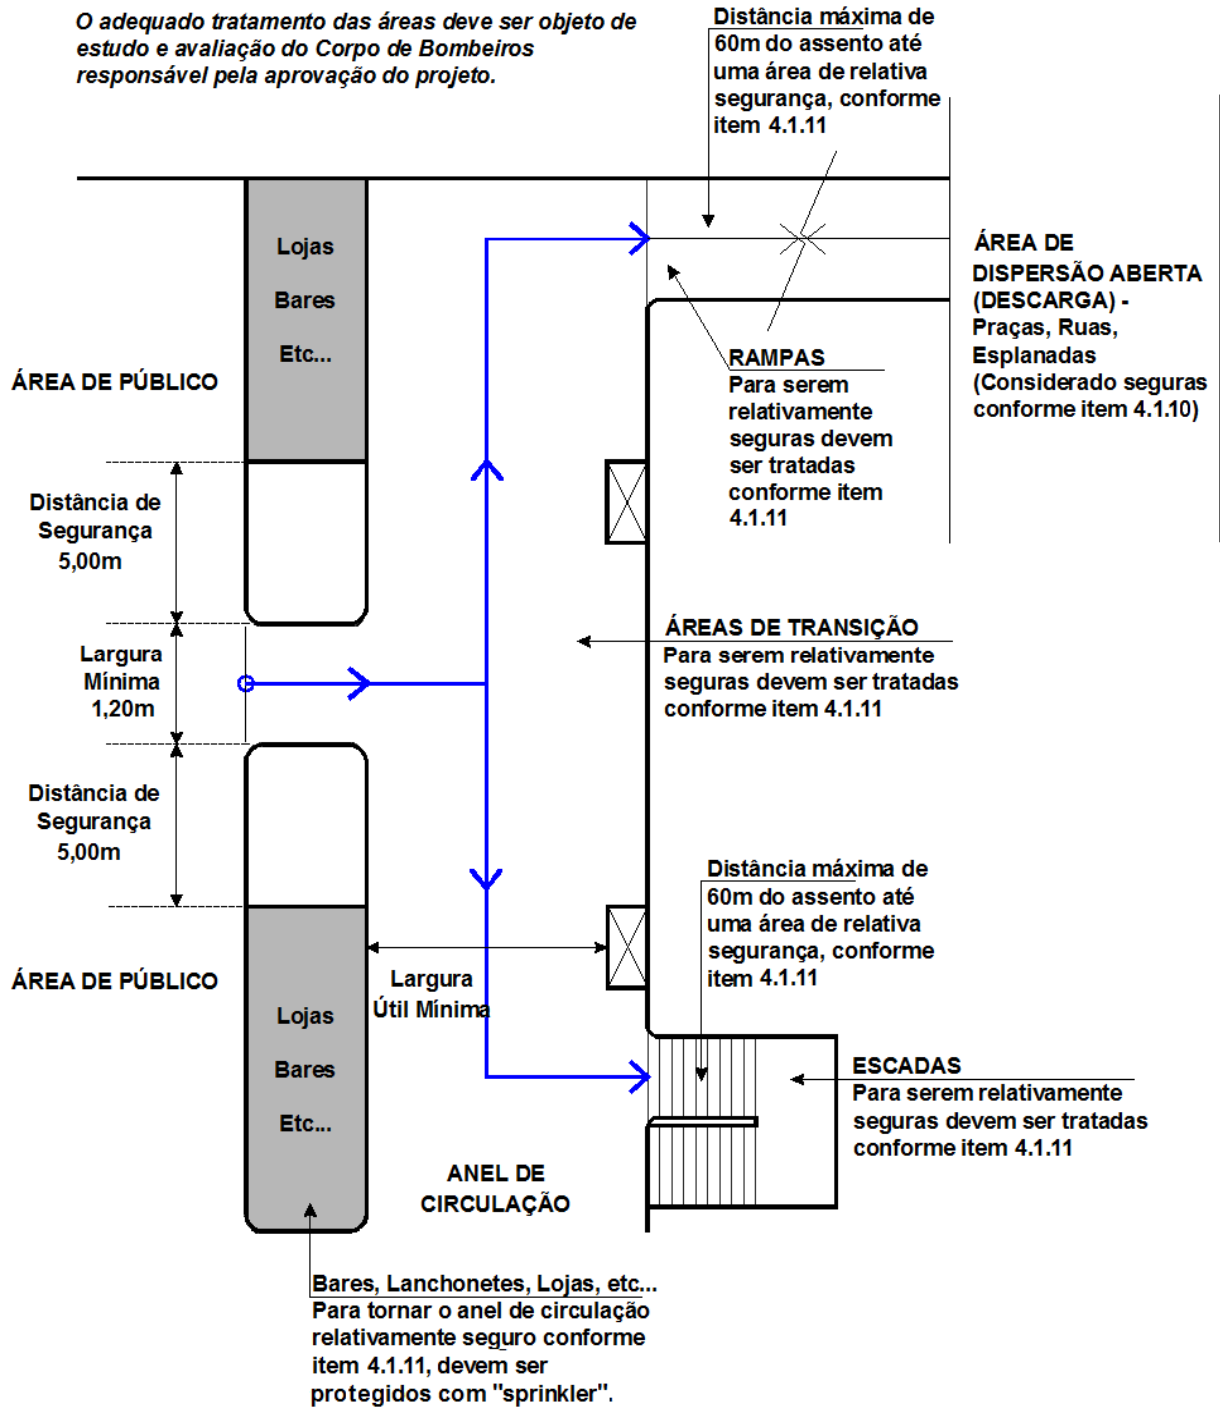 O adequado tratamento das áreas deve ser objeto de
estudo e avaliação do Corpo de Bombeiros
responsável pela aprovação do projeto.
Distância máxima de
60m do assento até
uma área de relativa
segurança, conforme
item 4.1.11
Lojas
Bares
Etc...
ÁREA DE PÚBLICO
ÁREA DE
DISPERSÃO ABERTA
(DESCARGA) -
Praças, Ruas,
Esplanadas
(Considerado seguras
conforme item 4.1.10)
RAMPAS
Para serem
relativamente
seguras devem
ser tratadas
conforme item
4.1.11
Distância de
Segurança
5,00m
Largura
Mínima
1,20m
ÁREAS DE TRANSIÇÃO
Para serem relativamente
seguras devem ser tratadas
conforme item 4.1.11
Distância de
Segurança
5,00m
Distância máxima de
60m do assento até
uma área de relativa
segurança, conforme
item 4.1.11
ÁREA DE PÚBLICO
Largura
Útil Mínima
Lojas
Bares
Etc...
ESCADAS
Para serem relativamente
seguras devem ser tratadas
conforme item 4.1.11
ANEL DE
CIRCULAÇÃO
Bares, Lanchonetes, Lojas, etc...
Para tornar o anel de circulação
relativamente seguro conforme
item 4.1.11, devem ser
protegidos com "sprinkler".